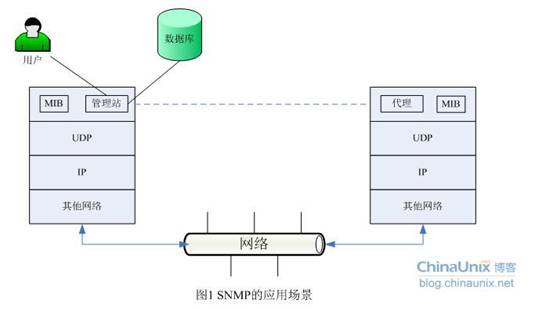 数据库
用户
MIB
管理站
UDP
IP
其他网络
代理
MIB
UDP
IP
其他网络
网络
图1 SNMP的应用场景
ChinaUnix 博客
blog.chinaunix.net